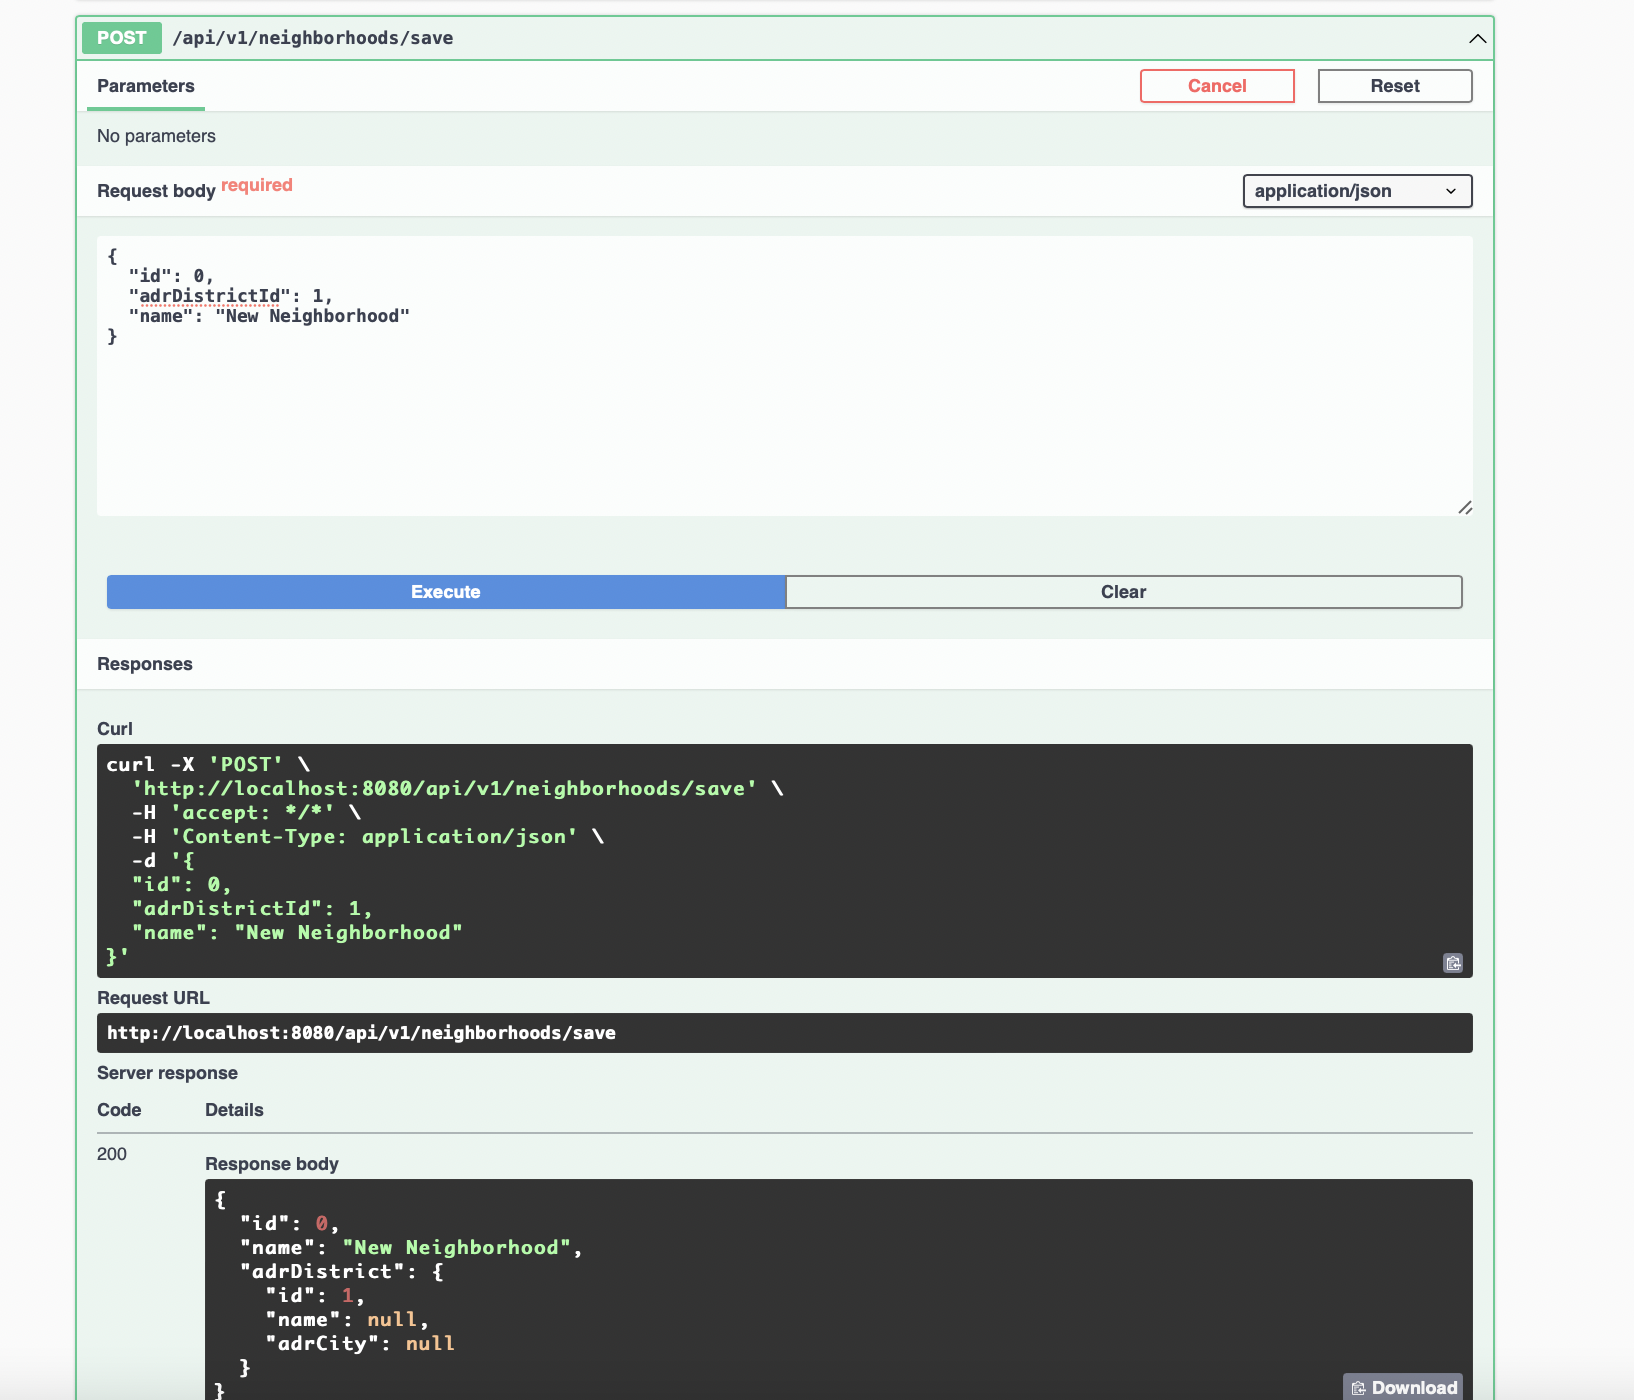 POST /api/v1/neighborhoods/save
Parameters
Cancel
Reset
No parameters
Request body required
application/json
{
  "id": 0,
  "adrDistrictId": 1,
  "name": "New Neighborhood"
}
Execute
Clear
Responses
Curl
curl -X 'POST' \
  'http://localhost:8080/api/v1/neighborhoods/save' \
  -H 'accept: */*' \
  -H 'Content-Type: application/json' \
  -d '{
  "id": 0,
  "adrDistrictId": 1,
  "name": "New Neighborhood"
}'
Request URL
http://localhost:8080/api/v1/neighborhoods/save
Server response
Code Details
200
Response body
{
  "id": 0,
  "name": "New Neighborhood",
  "adrDistrict": {
    "id": 1,
    "name": null,
    "adrCity": null
  }
}
Download